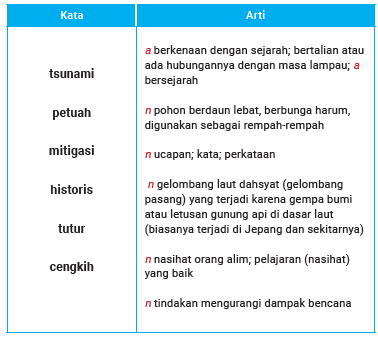 Kata
Arti
tsunami
petuah
mitigasi
historis
tutur
cengkih
a berkenaan dengan sejarah; bertalian atau
ada hubungannya dengan masa lampau; a
bersejarah
n pohon berdaun lebat, berbunga harum,
digunakan sebagai rempah-rempah
n ucapan; kata; perkataan
n gelombang laut dahsyat (gelombang
pasang) yang terjadi karena gempa bumi
atau letusan gunung api di dasar laut
(biasanya terjadi di Jepang dan sekitarnya)
n nasihat orang alim; pelajaran (nasihat)
yang baik
n tindakan mengurangi dampak bencana